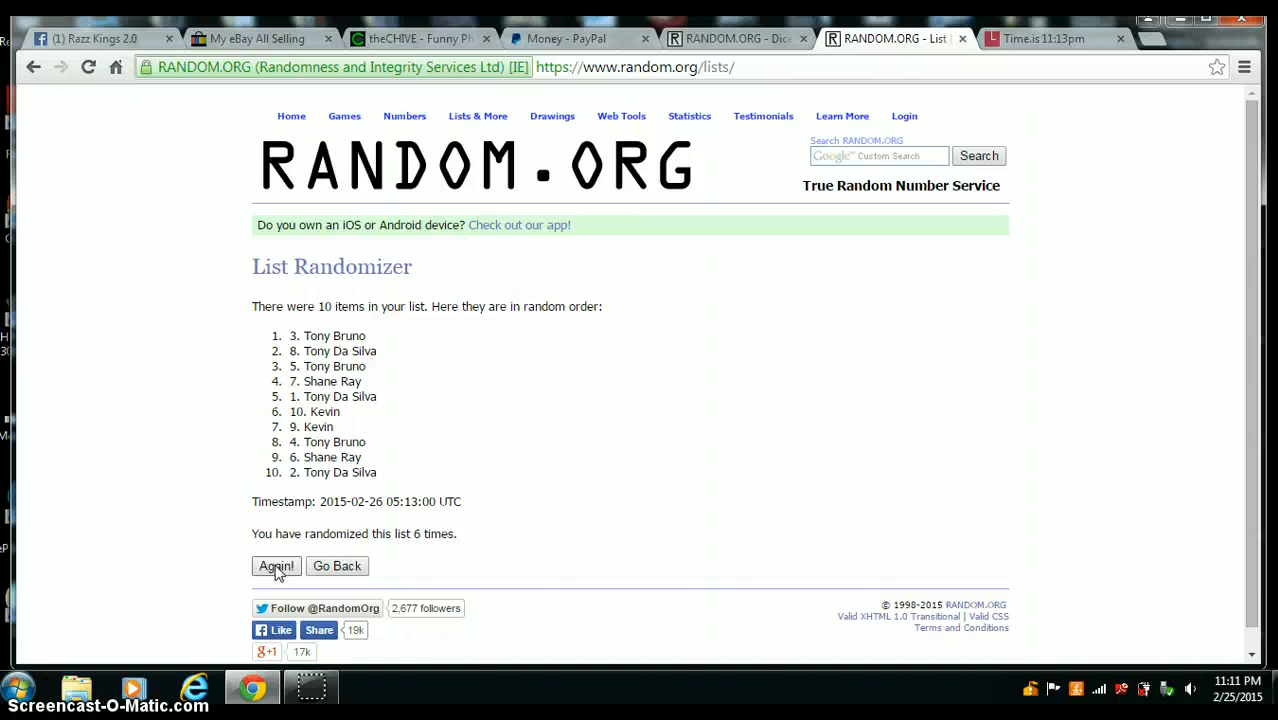 (1) Razz Kings 2.0 My eBay All Selling theCHIVE - Funny Ph Money - PayPal RANDOM.ORG - Dice RANDOM.ORG - List Time.is 11:13pm
RANDOM.ORG (Randomness and Integrity Services Ltd) [IE] https://www.random.org/lists/
Home Games Numbers Lists & More Drawings Web Tools Statistics Testimonials Learn More Login
Search RANDOM.ORG
RANDOM.ORG
Google™ Custom Search Search
True Random Number Service
Do you own an iOS or Android device? Check out our app!
List Randomizer
There were 10 items in your list. Here they are in random order:
1. 3. Tony Bruno
2. 8. Tony Da Silva
3. 5. Tony Bruno
4. 7. Shane Ray
5. 1. Tony Da Silva
6. 10. Kevin
7. 9. Kevin
8. 4. Tony Bruno
9. 6. Shane Ray
10. 2. Tony Da Silva
Timestamp: 2015-02-26 05:13:00 UTC
You have randomized this list 6 times.
Again! Go Back
Follow @RandomOrg 2,677 followers
© 1998-2015 RANDOM.ORG
Like Share 19k
Valid XHTML 1.0 Transitional | Valid CSS
Terms and Conditions
g+1 17k
11:11 PM
2/25/2015
Screencast-O-Matic.com